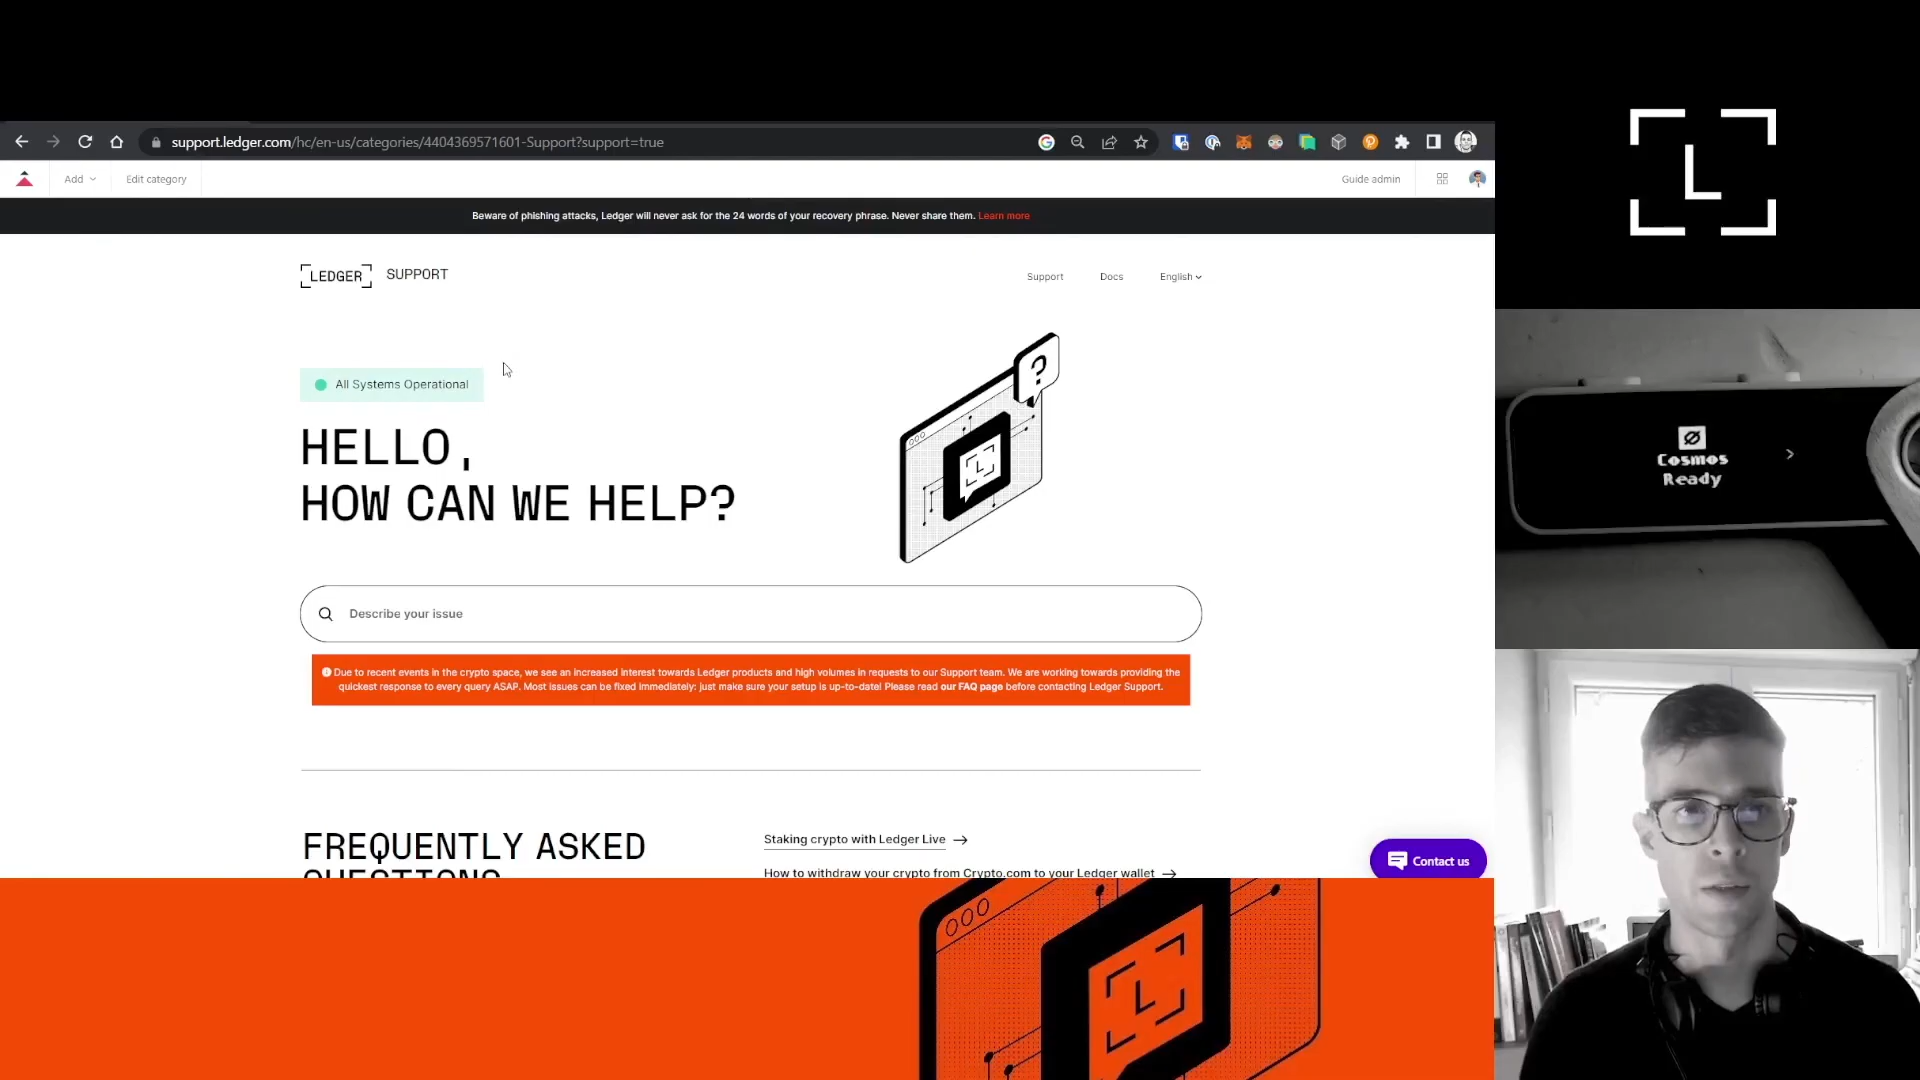 support.ledger.com/hc/en-us/categories/4404369571601-Support?support=true
Add
Edit category
Guide admin
Beware of phishing attacks, Ledger will never ask for the 24 words of your recovery phrase. Never share them. Learn more
LEDGER SUPPORT
Support
Docs
English
All Systems Operational
HELLO,
HOW CAN WE HELP?
Describe your issue
Due to recent events in the crypto space, we see an increased interest towards Ledger products and high volumes in requests to our Support team. We are working towards providing the
quickest response to every query ASAP. Most issues can be fixed immediately: just make sure your setup is up-to-date! Please read our FAQ page before contacting Ledger Support.
FREQUENTLY ASKED
QUESTIONS
Staking crypto with Ledger Live
How to withdraw your crypto from Crypto.com to your Ledger wallet
Contact us
L
Cosmos
Ready